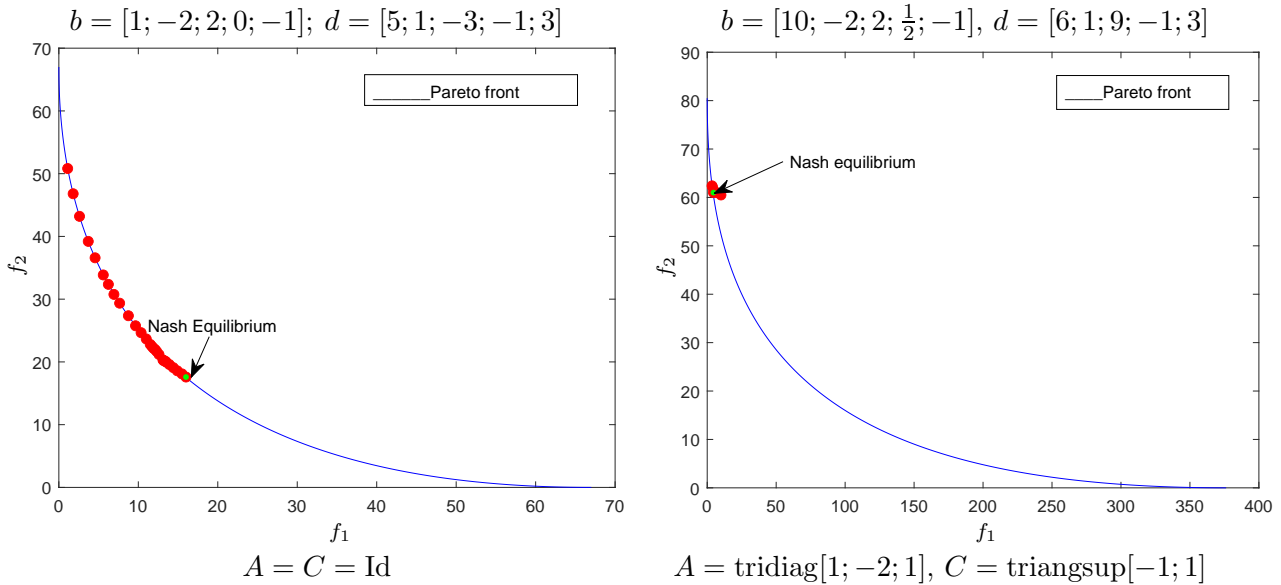 b = [1; −2; 2; 0; −1]; d = [5; 1; −3; −1; 3]
70
60
50
40
30
20
10
0
f₂
______Pareto front
Nash Equilibrium
0 10 20 30 40 50 60 70
f₁
A = C = Id
b = [10; −2; 2; ½; −1], d = [6; 1; 9; −1; 3]
90
80
70
60
50
40
30
20
10
0
f₂
____Pareto front
Nash equilibrium
0 50 100 150 200 250 300 350 400
f₁
A = tridiag[1; −2; 1], C = triangsup[−1; 1]